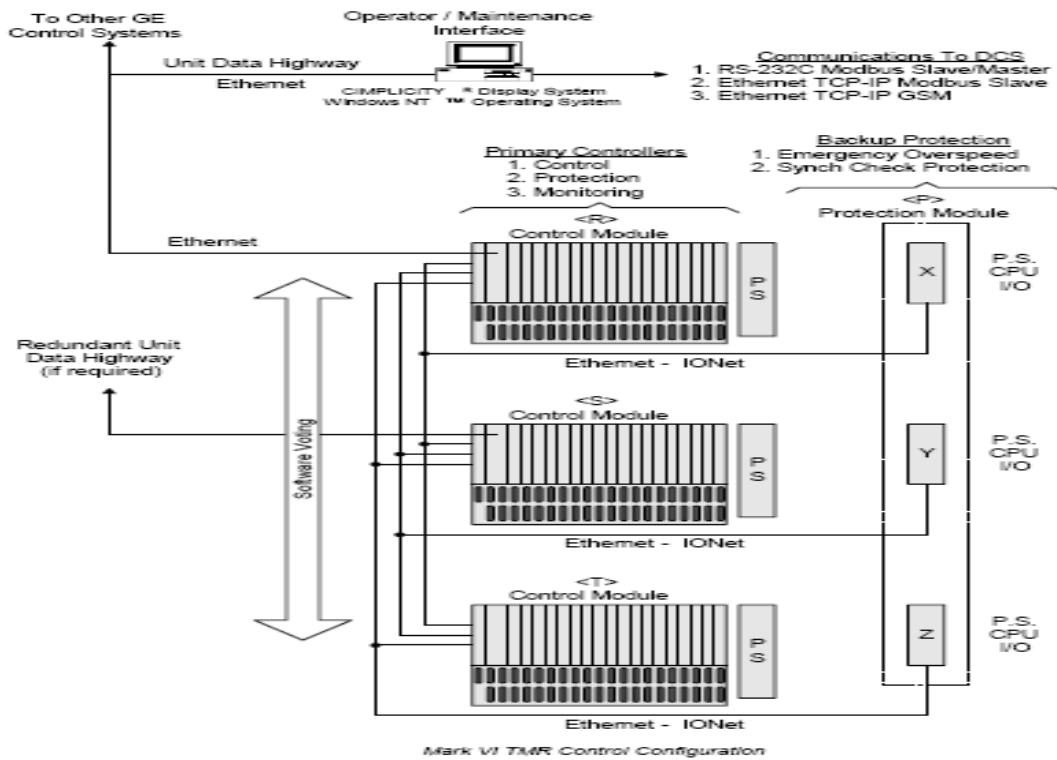 To Other GE
Control Systems
Operator / Maintenance
Interface
Unit Data Highway
Ethernet
CIMPLICITY ® Display System
Windows NT ™ Operating System
Communications To DCS
1. RS-232C Modbus Slave/Master
2. Ethernet TCP-IP Modbus Slave
3. Ethernet TCP-IP GSM
Primary Controllers
1. Control
2. Protection
3. Monitoring
Backup Protection
1. Emergency Overspeed
2. Synch Check Protection
<P>
Protection Module
<R>
Control Module
Ethernet
PS
X
P.S.
CPU
I/O
Ethernet - IONet
Redundant Unit
Data Highway
(if required)
Software Voting
<S>
Control Module
PS
Y
P.S.
CPU
I/O
Ethernet - IONet
<T>
Control Module
PS
Z
P.S.
CPU
I/O
Ethernet - IONet
Mark VI TMR Control Configuration